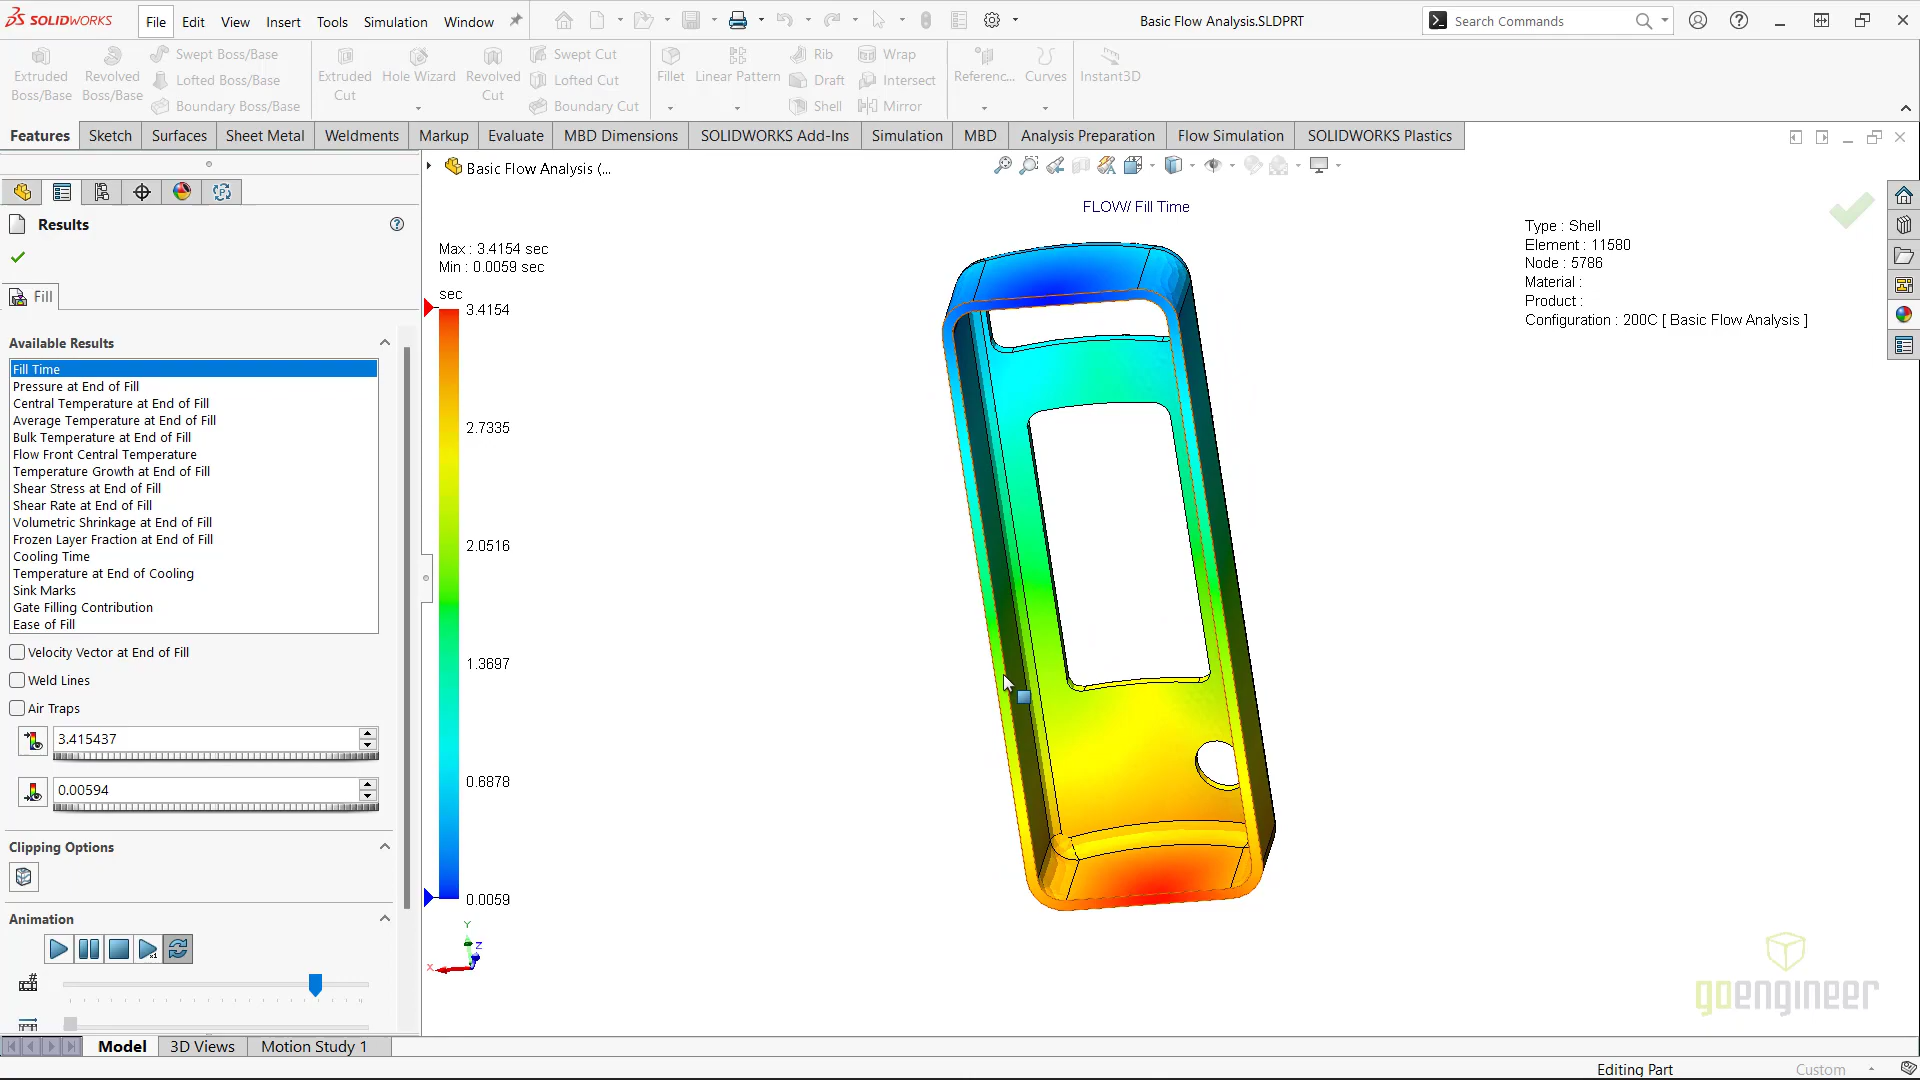 SOLIDWORKS
File Edit View Insert Tools Simulation Window
Basic Flow Analysis.SLDPRT
Search Commands
Extruded Boss/Base
Revolved Boss/Base
Swept Boss/Base
Lofted Boss/Base
Boundary Boss/Base
Extruded Cut
Hole Wizard
Revolved Cut
Swept Cut
Lofted Cut
Boundary Cut
Fillet
Linear Pattern
Rib
Draft
Shell
Wrap
Intersect
Mirror
Referenc...
Curves
Instant3D
Features Sketch Surfaces Sheet Metal Weldments Markup Evaluate MBD Dimensions SOLIDWORKS Add-Ins Simulation MBD Analysis Preparation Flow Simulation SOLIDWORKS Plastics
Basic Flow Analysis (...
Results
Fill
Available Results
Fill Time
Pressure at End of Fill
Central Temperature at End of Fill
Average Temperature at End of Fill
Bulk Temperature at End of Fill
Flow Front Central Temperature
Temperature Growth at End of Fill
Shear Stress at End of Fill
Shear Rate at End of Fill
Volumetric Shrinkage at End of Fill
Frozen Layer Fraction at End of Fill
Cooling Time
Temperature at End of Cooling
Sink Marks
Gate Filling Contribution
Ease of Fill
Velocity Vector at End of Fill
Weld Lines
Air Traps
3.415437
0.00594
Clipping Options
Animation
FLOW/ Fill Time
Max : 3.4154 sec
Min : 0.0059 sec
sec
3.4154
2.7335
2.0516
1.3697
0.6878
0.0059
Y
Z
X
Type : Shell
Element : 11580
Node : 5786
Material :
Product :
Configuration : 200C [ Basic Flow Analysis ]
goengineer
Model 3D Views Motion Study 1
Editing Part
Custom